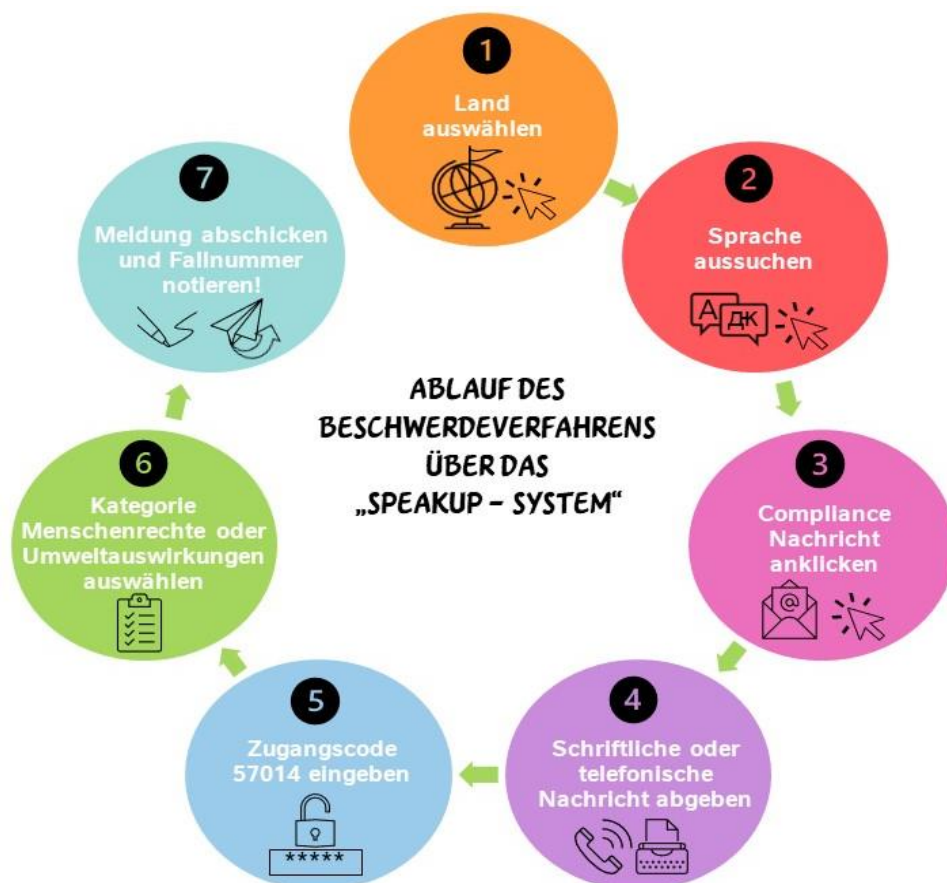 1
Land
auswählen
2
Sprache
aussuchen
А
ДЖ
3
Compliance
Nachricht
anklicken
@
4
Schriftliche oder
telefonische
Nachricht abgeben
5
Zugangscode
57014 eingeben
*****
6
Kategorie
Menschenrechte oder
Umweltauswirkungen
auswählen
7
Meldung abschicken
und Fallnummer
notieren!
ABLAUF DES
BESCHWERDEVERFAHRENS
ÜBER DAS
„SPEAKUP – SYSTEM“